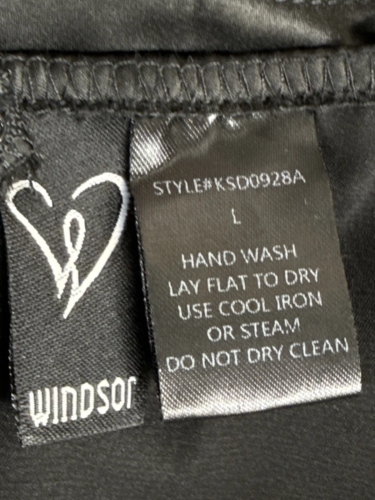 STYLE#KSD0928A
L
HAND WASH
LAY FLAT TO DRY
USE COOL IRON
OR STEAM
DO NOT DRY CLEAN
WINDSOR